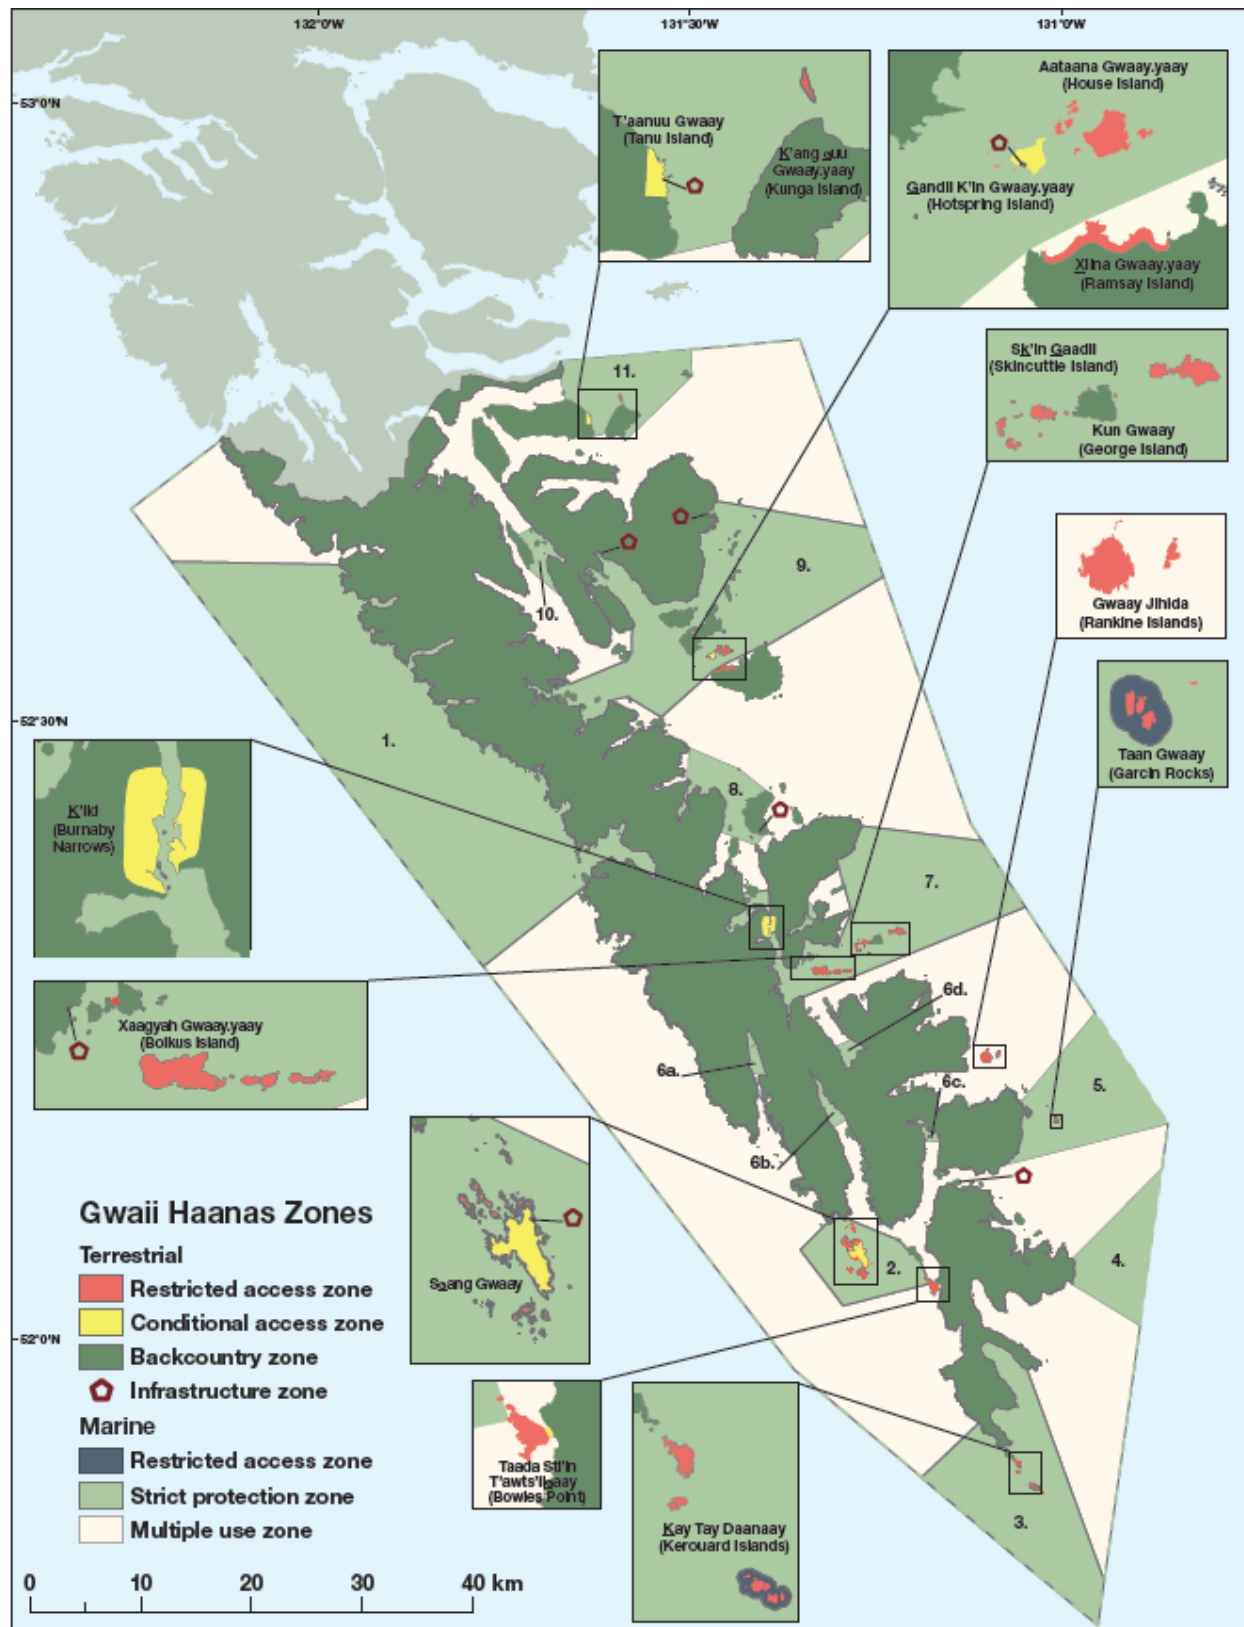 132°0'W
131°30'W
131°0'W
53°0'N
52°30'N
52°0'N
T'aanuu Gwaay
(Tanu Island)
K'ang guu
Gwaay.yaay
(Kunga Island)
Aataana Gwaay.yaay
(House Island)
Gandll K'in Gwaay.yaay
(Hotspring Island)
Xiina Gwaay.yaay
(Ramsay Island)
Sk'in Gaadll
(Skincuttle Island)
Kun Gwaay
(George Island)
Gwaay Jihlda
(Rankine Islands)
Taan Gwaay
(Garcin Rocks)
11.
9.
10.
1.
8.
7.
6d.
6a.
6c.
5.
6b.
4.
2.
3.
K'iid
(Burnaby
Narrows)
Xaagyah Gwaay.yaay
(Bolkus Island)
Sgang Gwaay
Taada Stl'in
T'awts'ilgaay
(Bowles Point)
Kay Tay Daanaay
(Kerouard Islands)
Gwaii Haanas Zones
Terrestrial
Restricted access zone
Conditional access zone
Backcountry zone
Infrastructure zone
Marine
Restricted access zone
Strict protection zone
Multiple use zone
0 10 20 30 40 km